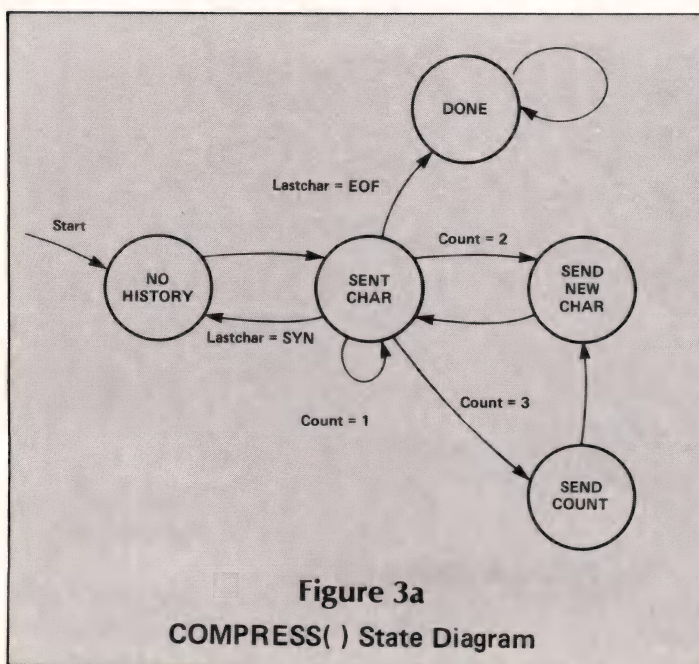 DONE
Lastchar = EOF
Start
Count = 2
NO
HISTORY
SENT
CHAR
SEND
NEW
CHAR
Lastchar = SYN
Count = 1
Count = 3
SEND
COUNT
Figure 3a
COMPRESS( ) State Diagram